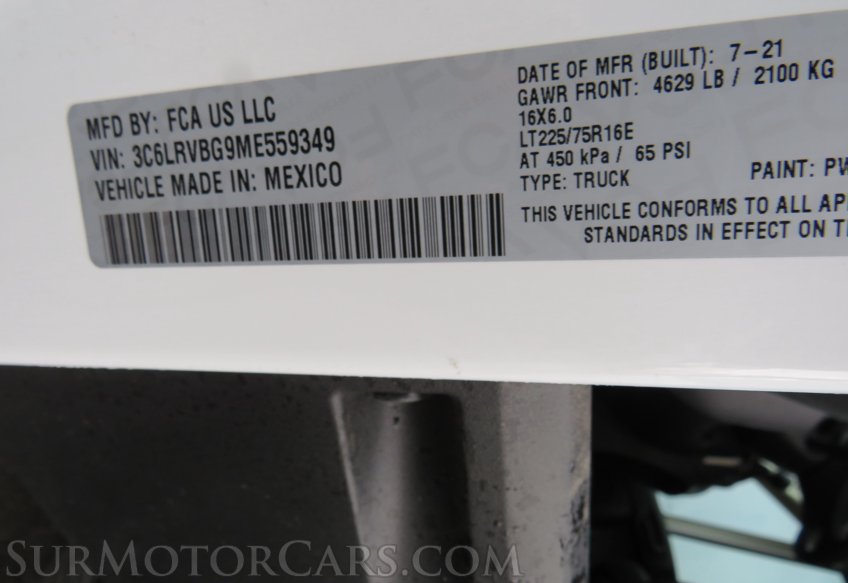 MFD BY: FCA US LLC
VIN: 3C6LRVBG9ME559349
VEHICLE MADE IN: MEXICO
DATE OF MFR (BUILT): 7-21
GAWR FRONT: 4629 LB / 2100 KG
16X6.0
LT225/75R16E
AT 450 kPa / 65 PSI
TYPE: TRUCK
PAINT: PW
THIS VEHICLE CONFORMS TO ALL APP
STANDARDS IN EFFECT ON T
SURMOTORCARS.COM